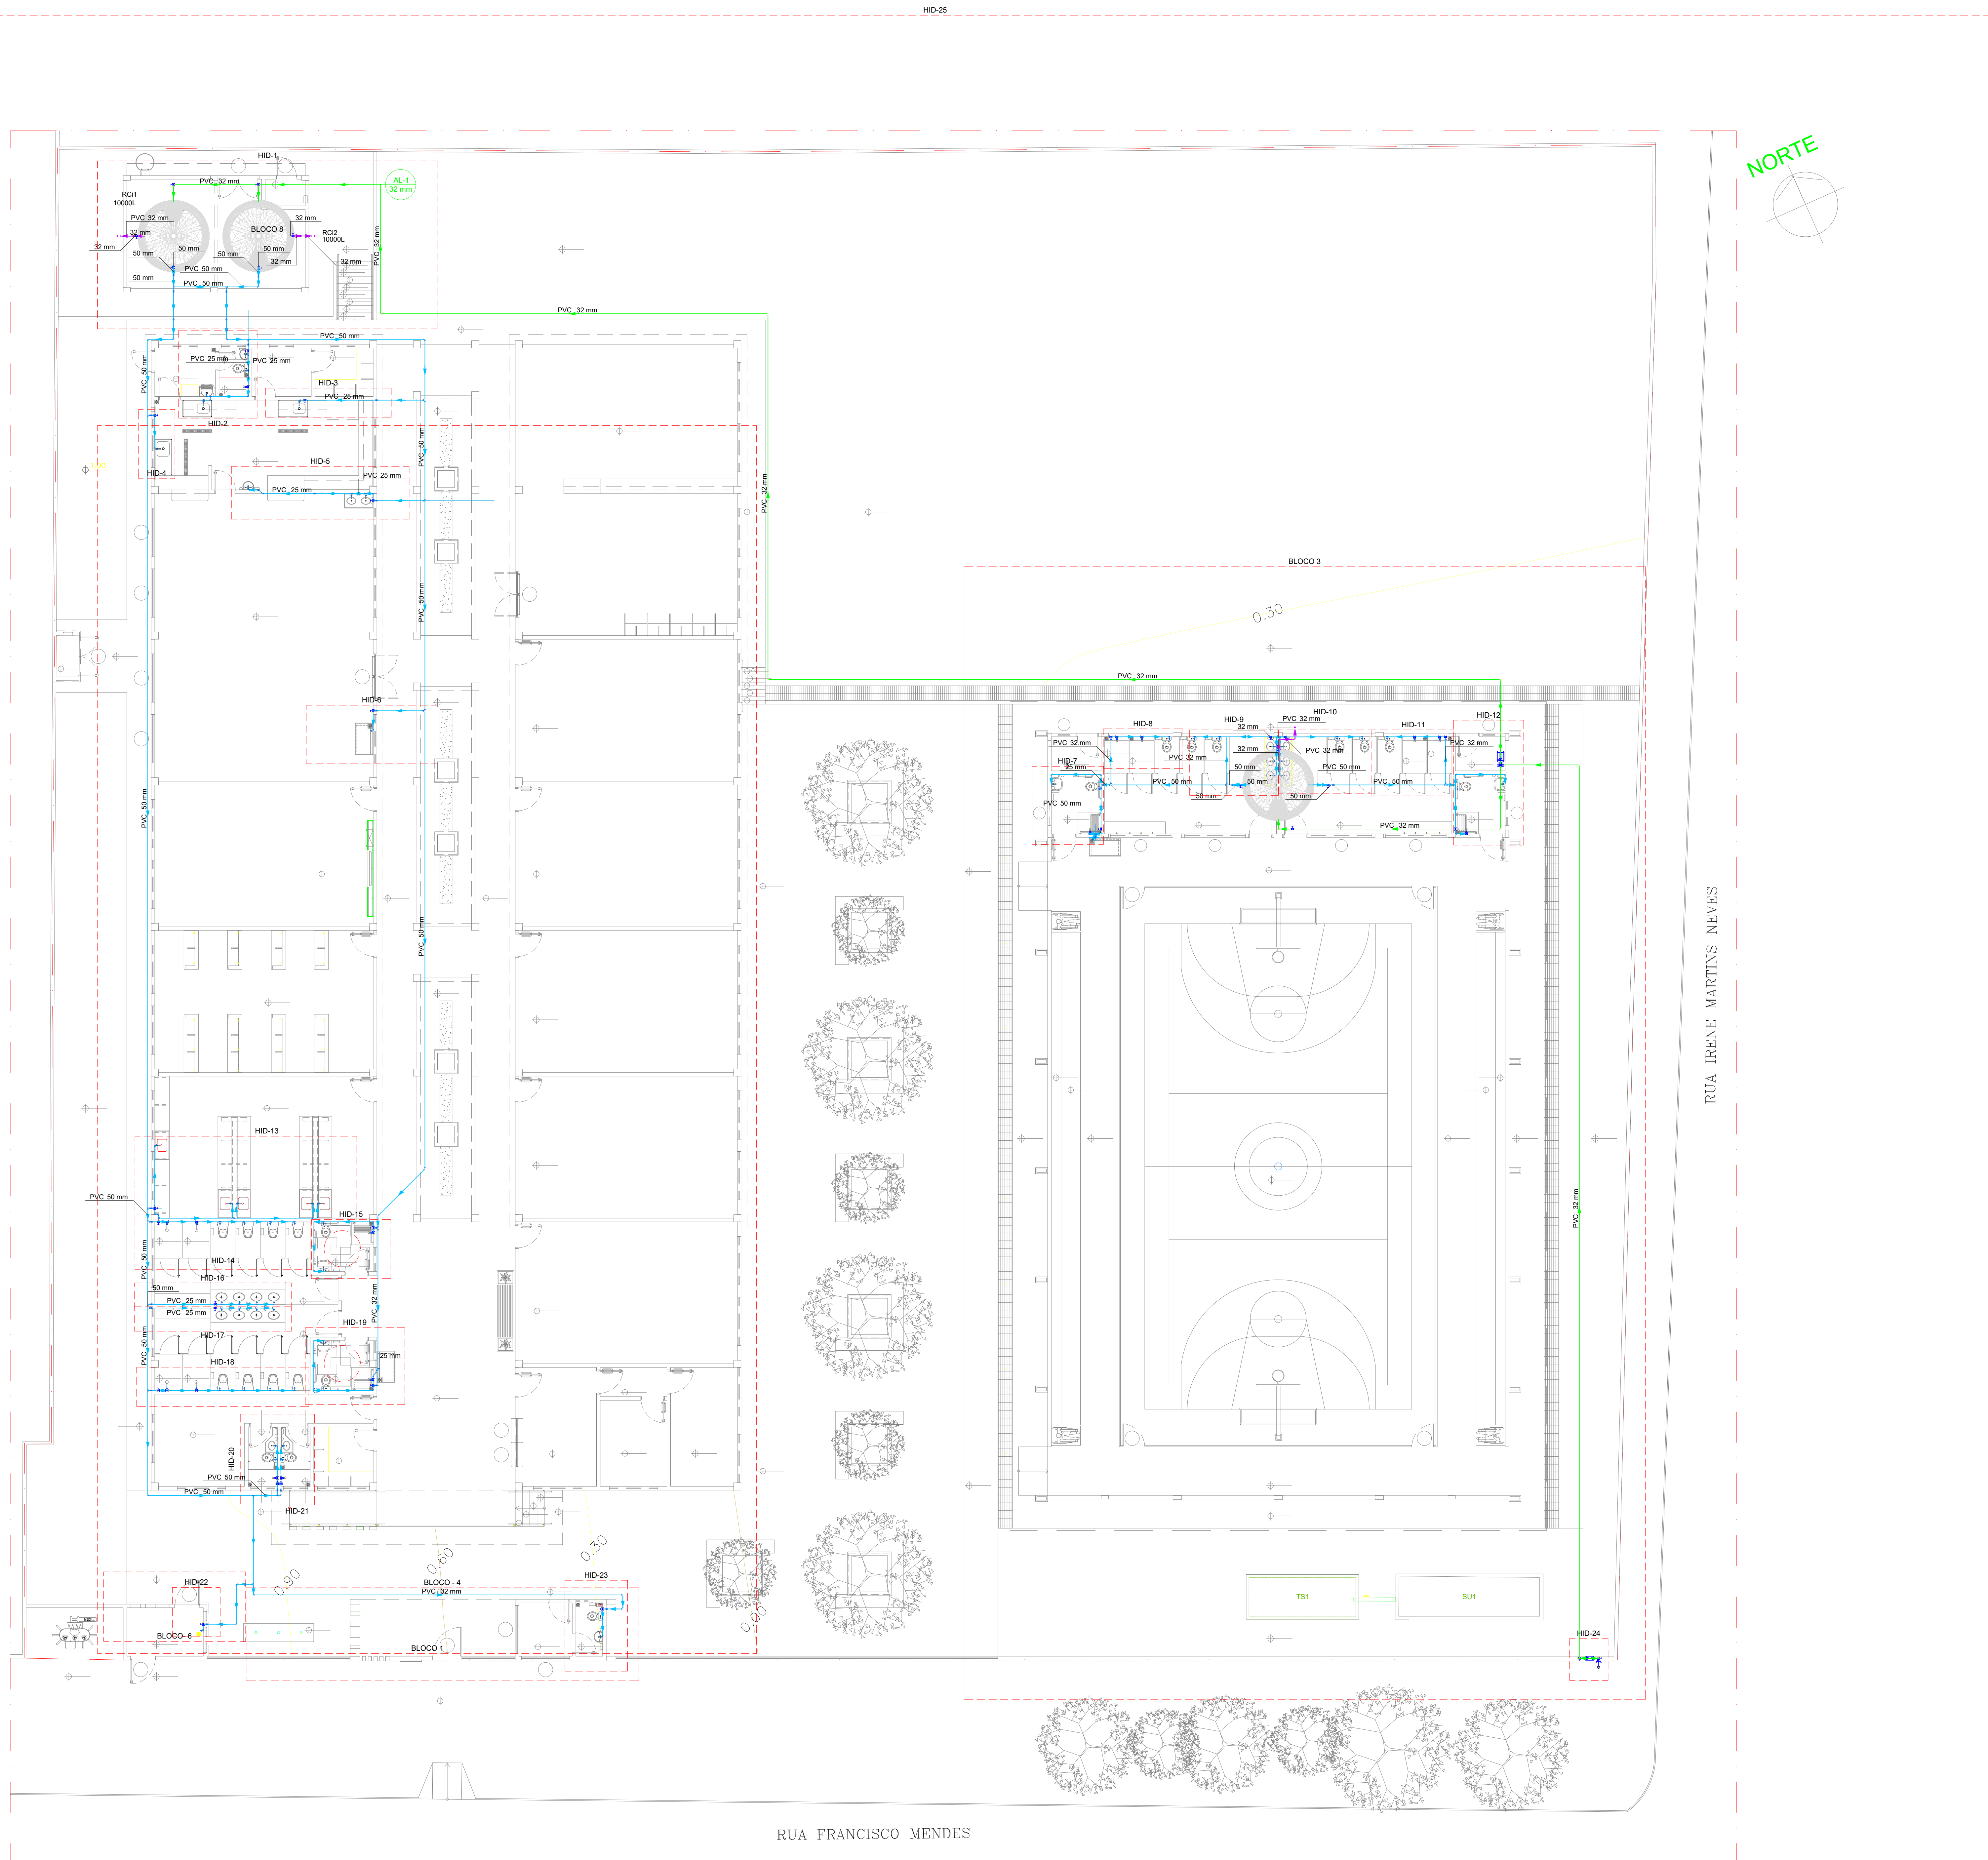 HID-25
NORTE
HID-1
AL-1
32 mm
PVC 32 mm
RCi1
10000L
PVC 32 mm
32 mm
32 mm
BLOCO 8
32 mm
RCi2
10000L
50 mm
50 mm
50 mm
50 mm
32 mm
32 mm
PVC 50 mm
50 mm
PVC 50 mm
PVC 32 mm
PVC 32 mm
PVC 50 mm
PVC 50 mm
PVC 25 mm
PVC 25 mm
HID-3
PVC 25 mm
HID-2
HID-4
HID-5
PVC 25 mm
PVC 25 mm
PVC 50 mm
PVC 32 mm
BLOCO 3
0,30
PVC 50 mm
PVC 32 mm
HID-6
HID-8
HID-9
HID-10
HID-11
HID-12
PVC 32 mm
32 mm
PVC 32 mm
32 mm
PVC 32 mm
PVC 32 mm
PVC 32 mm
HID-7
25 mm
50 mm
PVC 50 mm
PVC 50 mm
50 mm
PVC 50 mm
50 mm
50 mm
PVC 50 mm
PVC 32 mm
PVC 50 mm
PVC 50 mm
RUA IRENE MARTINS NEVES
HID-13
PVC 50 mm
HID-15
PVC 32 mm
PVC 50 mm
HID-14
HID-16
50 mm
PVC 25 mm
PVC 25 mm
PVC 32 mm
HID-17
HID-19
PVC 50 mm
HID-18
25 mm
HID-20
PVC 50 mm
PVC 50 mm
HID-21
0,90
0,60
0,30
0,00
HID-22
BLOCO - 4
PVC 32 mm
HID-23
TS1
SU1
BLOCO- 6
BLOCO 1
HID-24
RUA FRANCISCO MENDES